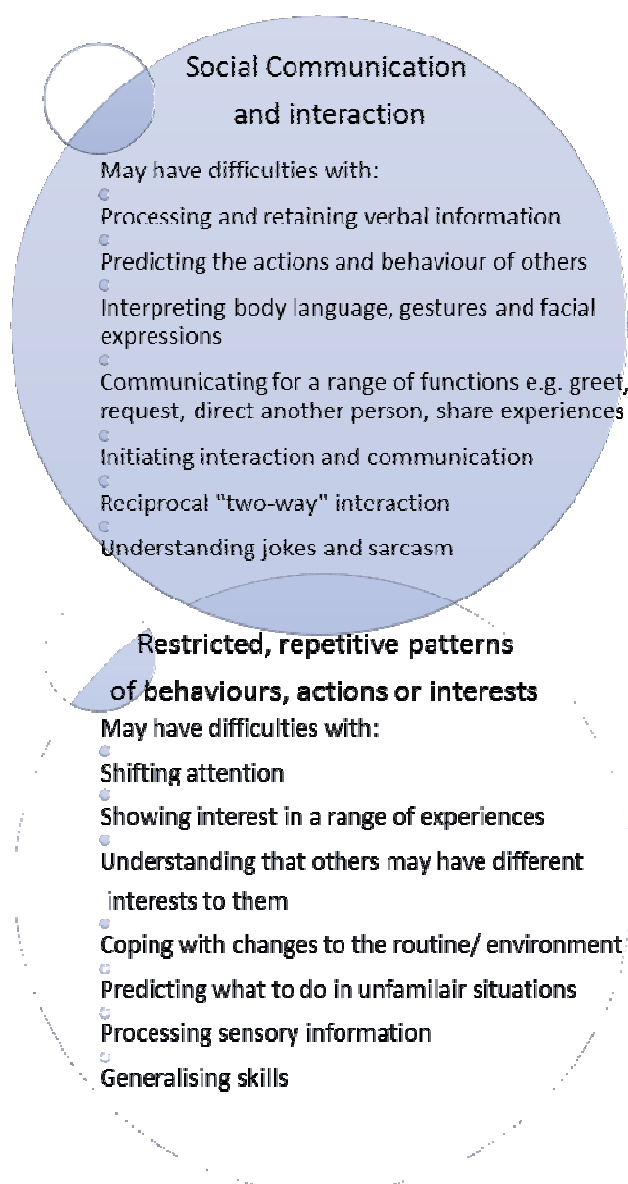 Social Communication
and interaction
May have difficulties with:
Processing and retaining verbal information
Predicting the actions and behaviour of others
Interpreting body language, gestures and facial
expressions
Communicating for a range of functions e.g. greet,
request, direct another person, share experiences
Initiating interaction and communication
Reciprocal "two-way" interaction
Understanding jokes and sarcasm
Restricted, repetitive patterns
of behaviours, actions or interests
May have difficulties with:
Shifting attention
Showing interest in a range of experiences
Understanding that others may have different
interests to them
Coping with changes to the routine/ environment
Predicting what to do in unfamilair situations
Processing sensory information
Generalising skills